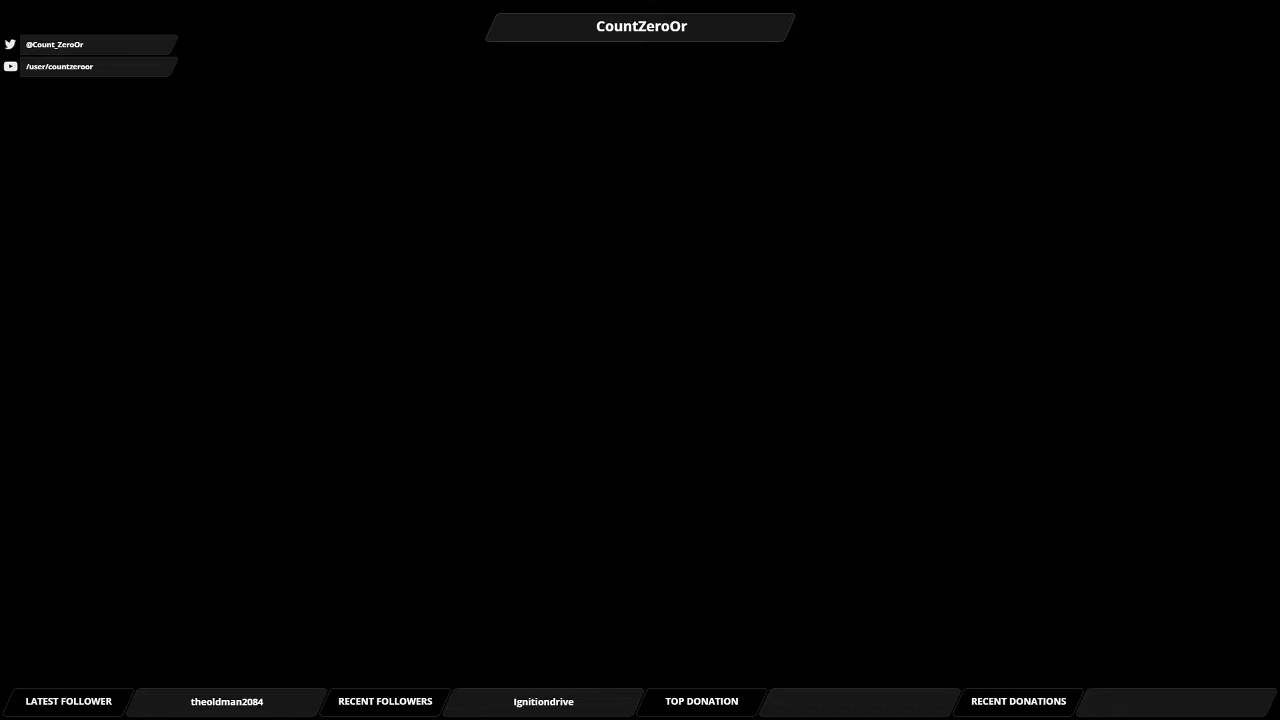 CountZeroOr
@Count_ZeroOr
/user/countzeroor
LATEST FOLLOWER theoldman2084 RECENT FOLLOWERS Ignitiondrive TOP DONATION RECENT DONATIONS